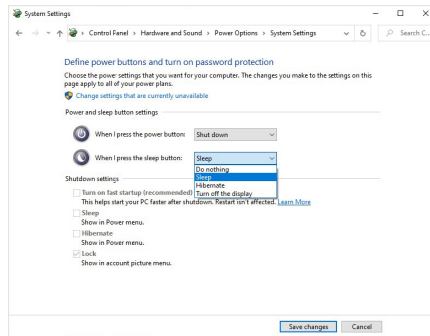 System Settings
Control Panel > Hardware and Sound > Power Options > System Settings
Search C...
Define power buttons and turn on password protection
Choose the power settings that you want for your computer. The changes you make to the settings on this
page apply to all of your power plans.
Change settings that are currently unavailable
Power and sleep button settings
When I press the power button: Shut down
When I press the sleep button: Sleep
Do nothing
Sleep
Hibernate
Turn off the display
Shutdown settings
Turn on fast startup (recommended)
This helps start your PC faster after shutdown. Restart isn't affected. Learn More
Sleep
Show in Power menu.
Hibernate
Show in Power menu.
Lock
Show in account picture menu.
Save changes Cancel